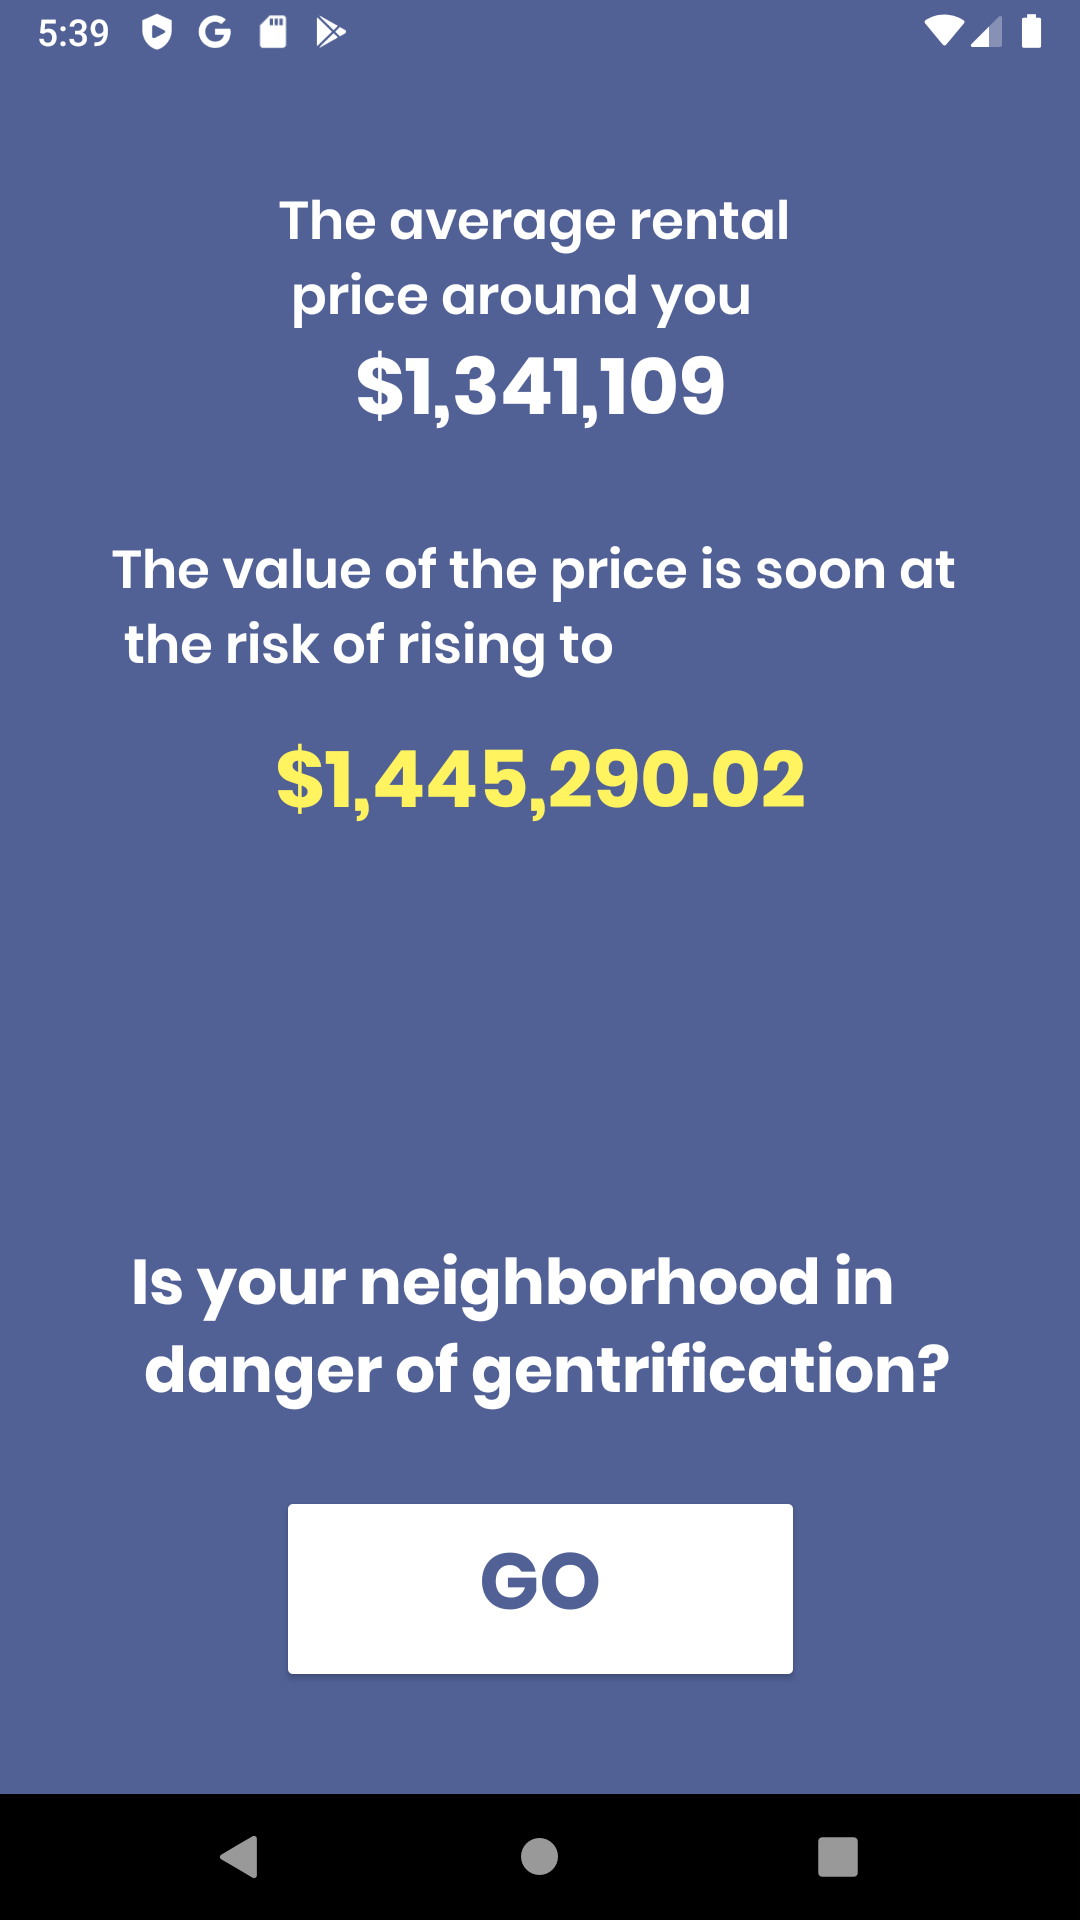 5:39
The average rental
price around you
$1,341,109
The value of the price is soon at
the risk of rising to
$1,445,290.02
Is your neighborhood in
danger of gentrification?
GO